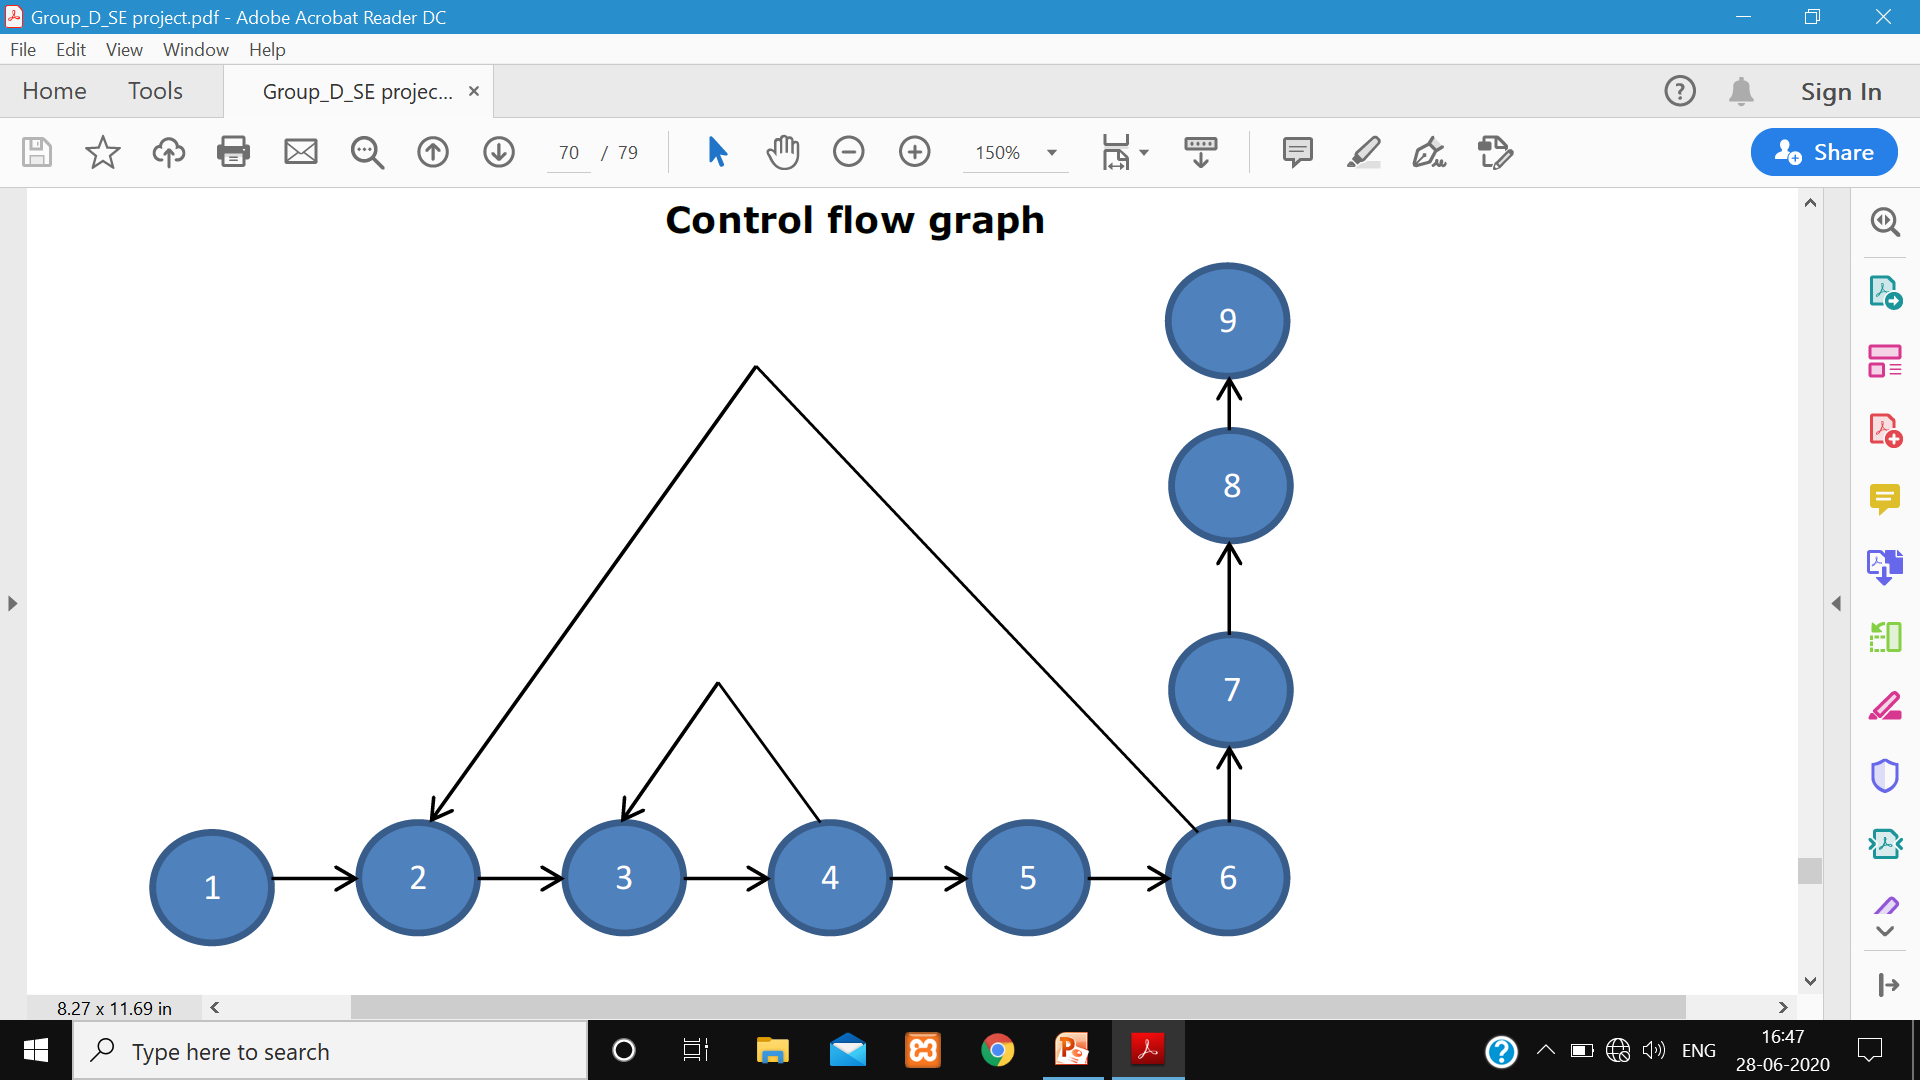 Group_D_SE project.pdf - Adobe Acrobat Reader DC
File Edit View Window Help
Home Tools Group_D_SE projec... × Sign In
70 / 79 150% Share
Control flow graph
9
8
7
1 2 3 4 5 6
8.27 x 11.69 in
Type here to search
ENG
16:47
28-06-2020